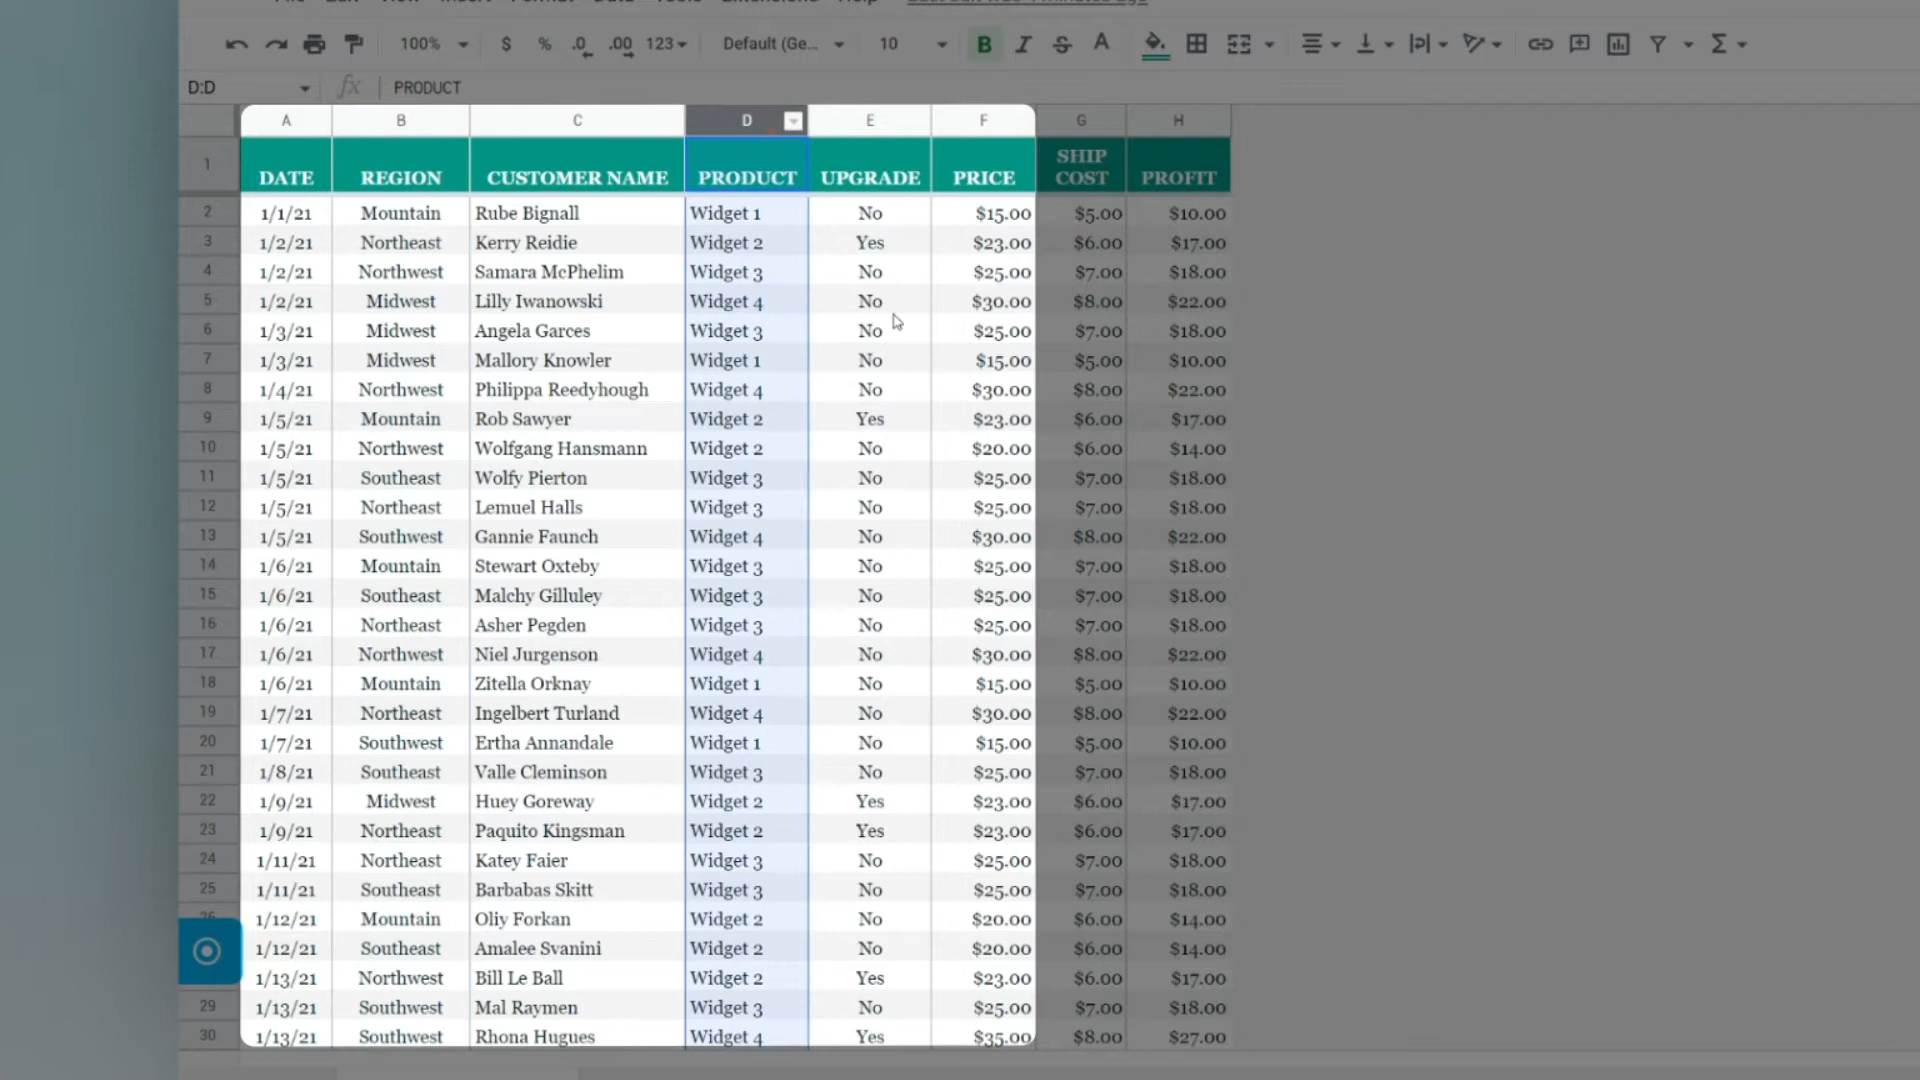 File Edit View Insert Format Data Tools Extensions Help Last edit was 4 minutes ago
100% $ % .0 .00 123 Default (Ge... 10 B I S A
D:D fx PRODUCT
A B C D E F G H
1 DATE REGION CUSTOMER NAME PRODUCT UPGRADE PRICE SHIP COST PROFIT
2 1/1/21 Mountain Rube Bignall Widget 1 No $15.00 $5.00 $10.00
3 1/2/21 Northeast Kerry Reidie Widget 2 Yes $23.00 $6.00 $17.00
4 1/2/21 Northwest Samara McPhelim Widget 3 No $25.00 $7.00 $18.00
5 1/2/21 Midwest Lilly Iwanowski Widget 4 No $30.00 $8.00 $22.00
6 1/3/21 Midwest Angela Garces Widget 3 No $25.00 $7.00 $18.00
7 1/3/21 Midwest Mallory Knowler Widget 1 No $15.00 $5.00 $10.00
8 1/4/21 Northwest Philippa Reedyhough Widget 4 No $30.00 $8.00 $22.00
9 1/5/21 Mountain Rob Sawyer Widget 2 Yes $23.00 $6.00 $17.00
10 1/5/21 Northwest Wolfgang Hansmann Widget 2 No $20.00 $6.00 $14.00
11 1/5/21 Southeast Wolfy Pierton Widget 3 No $25.00 $7.00 $18.00
12 1/5/21 Northeast Lemuel Halls Widget 3 No $25.00 $7.00 $18.00
13 1/5/21 Southwest Gannie Faunch Widget 4 No $30.00 $8.00 $22.00
14 1/6/21 Mountain Stewart Oxteby Widget 3 No $25.00 $7.00 $18.00
15 1/6/21 Southeast Malchy Gilluley Widget 3 No $25.00 $7.00 $18.00
16 1/6/21 Northeast Asher Pegden Widget 3 No $25.00 $7.00 $18.00
17 1/6/21 Northwest Niel Jurgenson Widget 4 No $30.00 $8.00 $22.00
18 1/6/21 Mountain Zitella Orknay Widget 1 No $15.00 $5.00 $10.00
19 1/7/21 Northeast Ingelbert Turland Widget 4 No $30.00 $8.00 $22.00
20 1/7/21 Southwest Ertha Annandale Widget 1 No $15.00 $5.00 $10.00
21 1/8/21 Southeast Valle Cleminson Widget 3 No $25.00 $7.00 $18.00
22 1/9/21 Midwest Huey Goreway Widget 2 Yes $23.00 $6.00 $17.00
23 1/9/21 Northeast Paquito Kingsman Widget 2 Yes $23.00 $6.00 $17.00
24 1/11/21 Northeast Katey Faier Widget 3 No $25.00 $7.00 $18.00
25 1/11/21 Southeast Barbabas Skitt Widget 3 No $25.00 $7.00 $18.00
26 1/12/21 Mountain Oliy Forkan Widget 2 No $20.00 $6.00 $14.00
1/12/21 Southeast Amalee Svanini Widget 2 No $20.00 $6.00 $14.00
1/13/21 Northwest Bill Le Ball Widget 2 Yes $23.00 $6.00 $17.00
29 1/13/21 Southwest Mal Raymen Widget 3 No $25.00 $7.00 $18.00
30 1/13/21 Southwest Rhona Hugues Widget 4 Yes $35.00 $8.00 $27.00